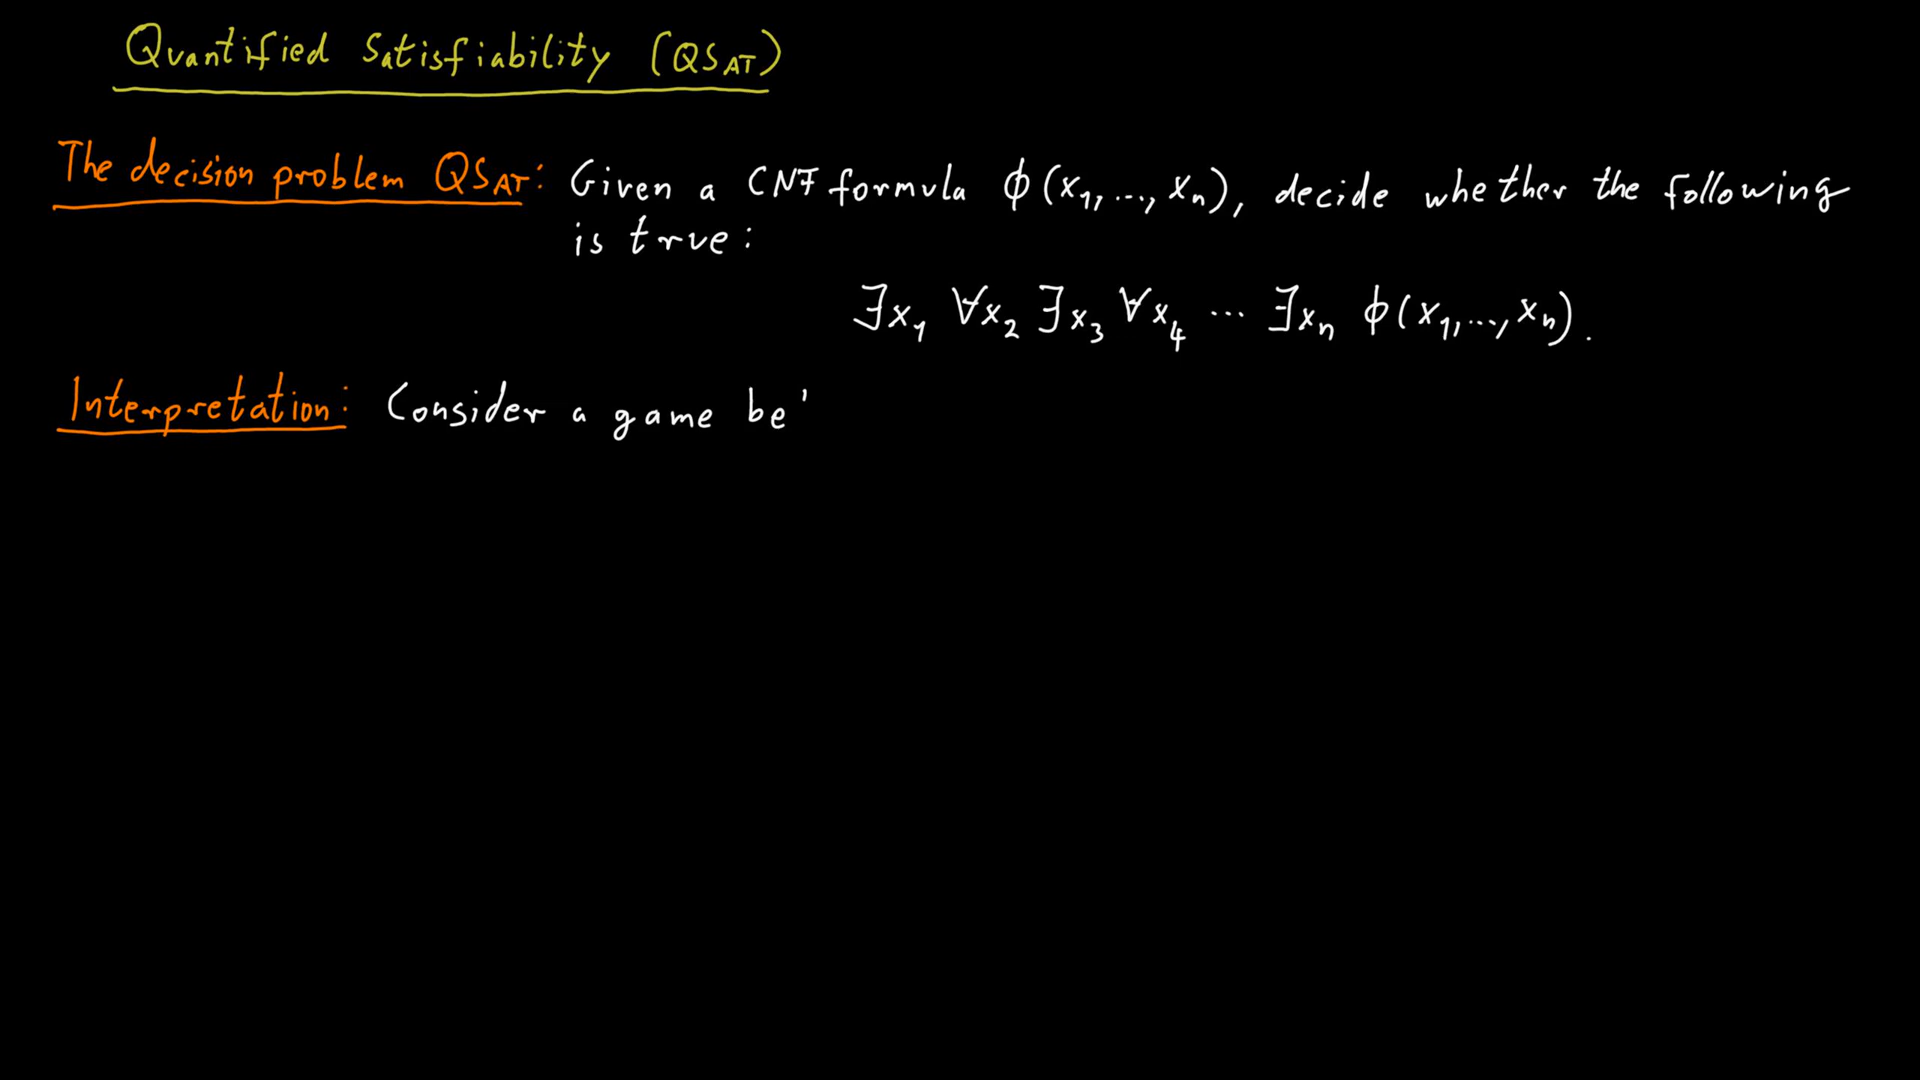 Quantified Satisfiability (QSAT)
The decision problem QSAT: Given a CNF formula ϕ(x₁,...,xₙ), decide whether the following
is true:
∃x₁ ∀x₂ ∃x₃ ∀x₄ ... ∃xₙ ϕ(x₁,...,xₙ).
Interpretation: Consider a game be'